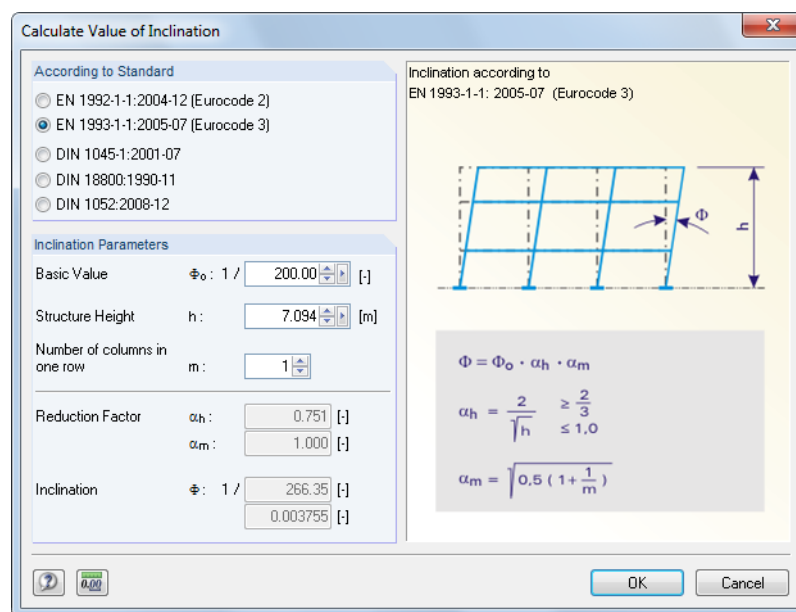 Calculate Value of Inclination
According to Standard
EN 1992-1-1:2004-12 (Eurocode 2)
EN 1993-1-1:2005-07 (Eurocode 3)
DIN 1045-1:2001-07
DIN 18800:1990-11
DIN 1052:2008-12
Inclination Parameters
Basic Value Φo : 1 / 200.00 [-]
Structure Height h : 7.094 [m]
Number of columns in
one row m : 1
Reduction Factor αh : 0.751 [-]
αm : 1.000 [-]
Inclination Φ : 1 / 266.35 [-]
0.003755 [-]
Inclination according to
EN 1993-1-1: 2005-07 (Eurocode 3)
Φ
h
Φ = Φo · αh · αm
αh = 2/√h ≥ 2/3 ≤ 1,0
αm = √0,5 ( 1+ 1/m )
0.00
OK
Cancel